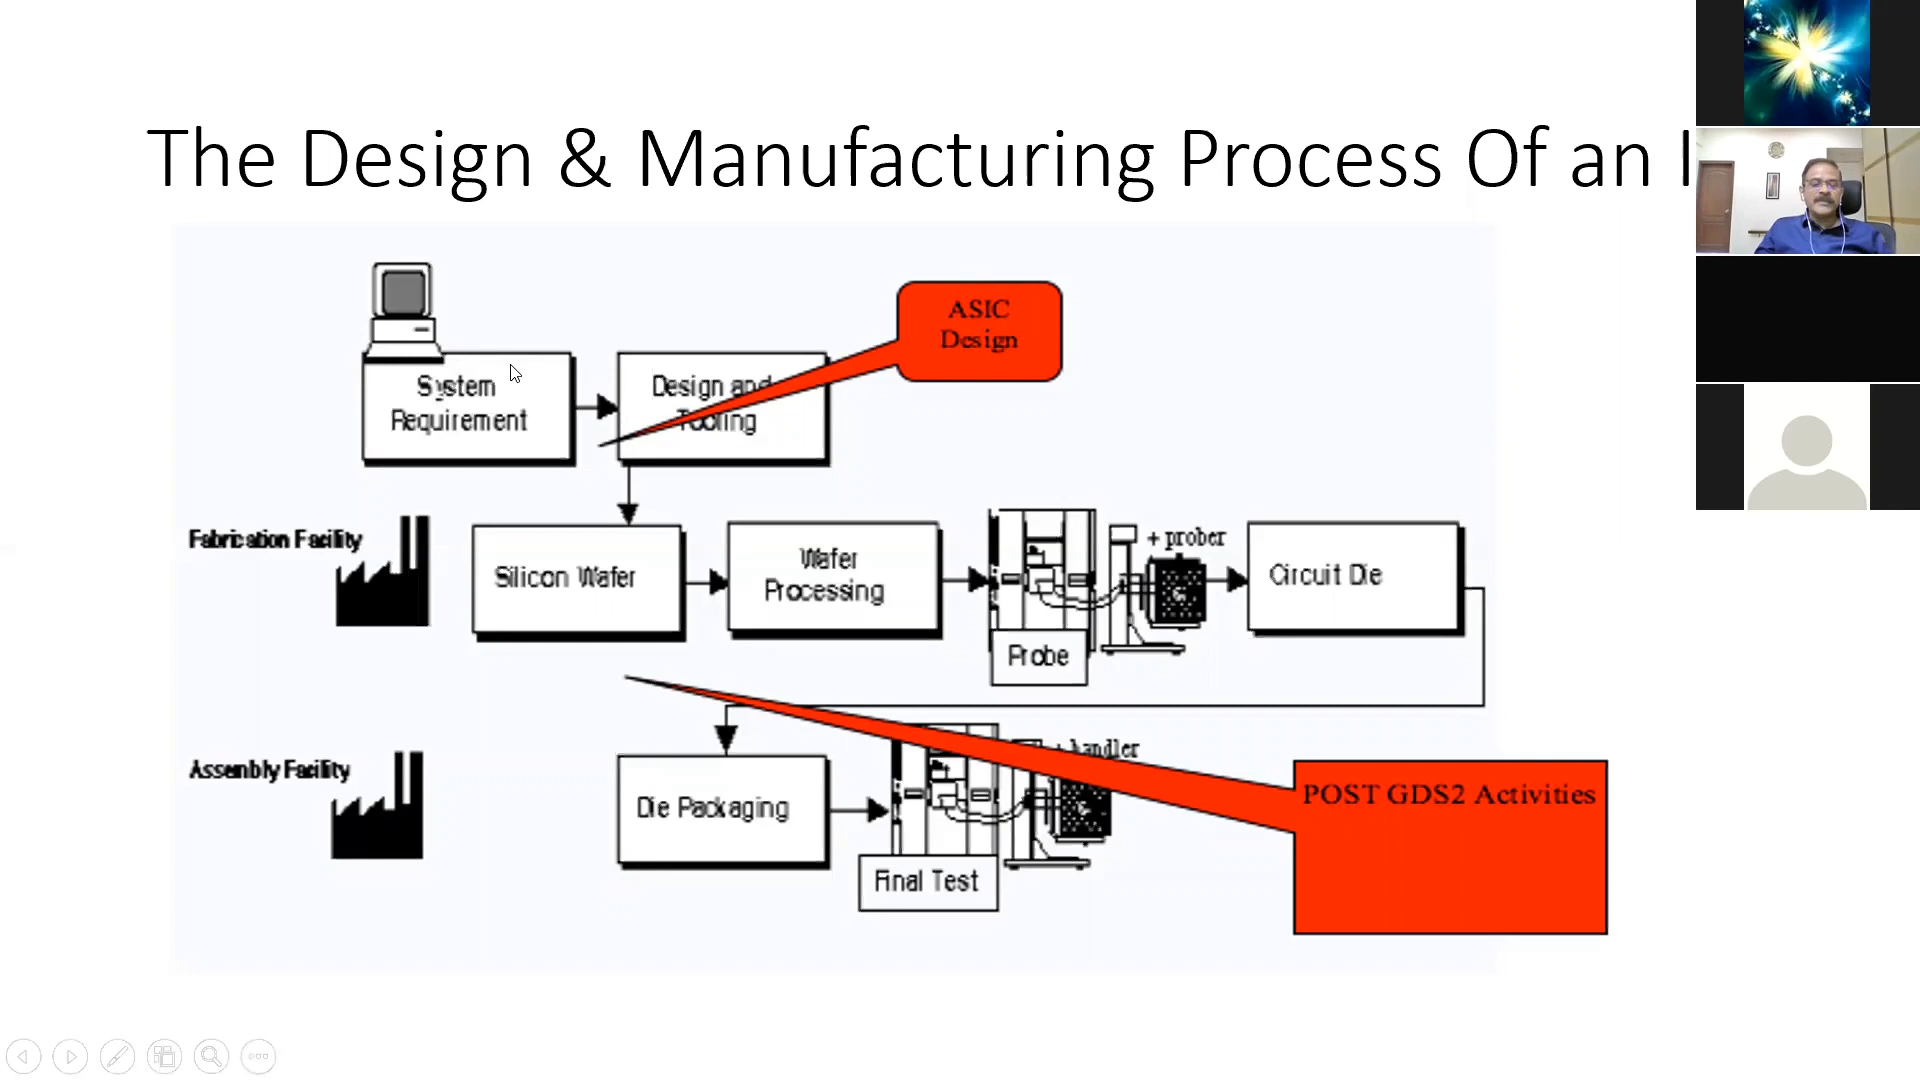 The Design & Manufacturing Process Of an I
ASIC
Design
System
Requirement
Design and
Tooling
Fabrication Facility
Silicon Wafer
Wafer
Processing
+ prober
Probe
Circuit Die
Assembly Facility
Die Packaging
+ handler
Final Test
POST GDS2 Activities